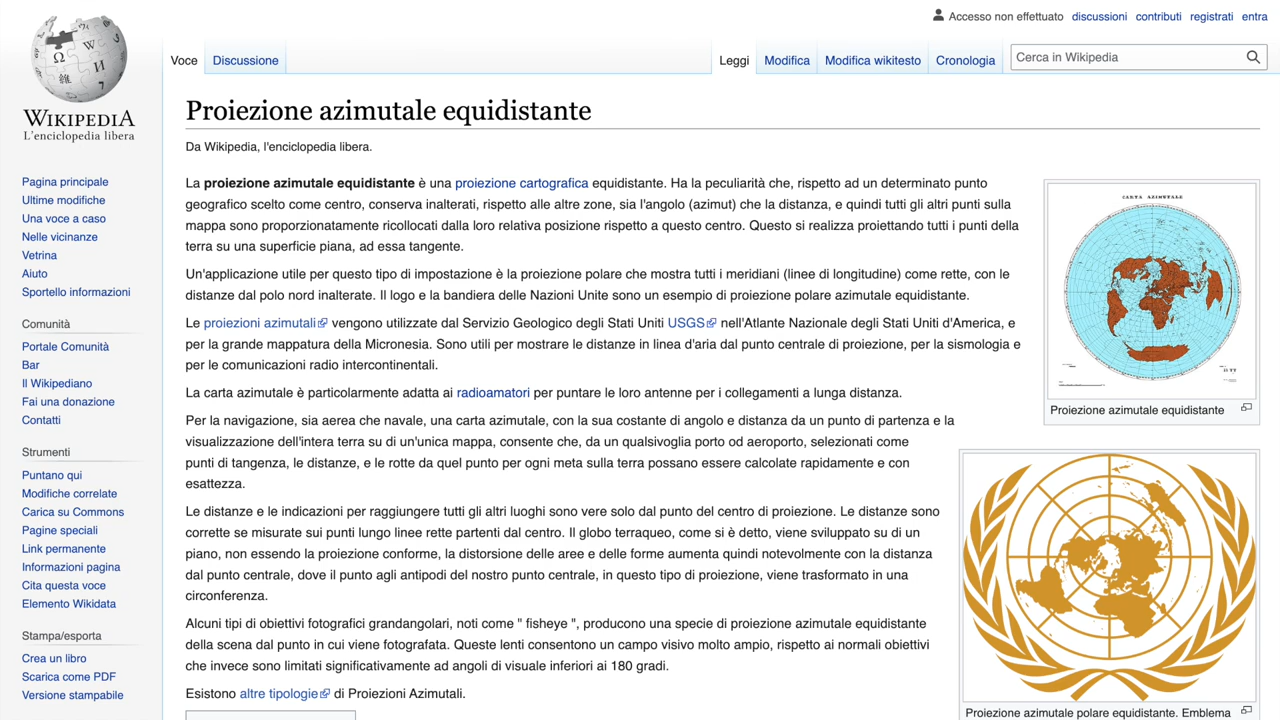 Accesso non effettuato discussioni contributi registrati entra
Voce Discussione Leggi Modifica Modifica wikitesto Cronologia Cerca in Wikipedia
WIKIPEDIA
L'enciclopedia libera
Pagina principale
Ultime modifiche
Una voce a caso
Nelle vicinanze
Vetrina
Aiuto
Sportello informazioni
Comunità
Portale Comunità
Bar
Il Wikipediano
Fai una donazione
Contatti
Strumenti
Puntano qui
Modifiche correlate
Carica su Commons
Pagine speciali
Link permanente
Informazioni pagina
Cita questa voce
Elemento Wikidata
Stampa/esporta
Crea un libro
Scarica come PDF
Versione stampabile
Proiezione azimutale equidistante
Da Wikipedia, l'enciclopedia libera.
La proiezione azimutale equidistante è una proiezione cartografica equidistante. Ha la peculiarità che, rispetto ad un determinato punto
geografico scelto come centro, conserva inalterati, rispetto alle altre zone, sia l'angolo (azimut) che la distanza, e quindi tutti gli altri punti sulla
mappa sono proporzionatamente ricollocati dalla loro relativa posizione rispetto a questo centro. Questo si realizza proiettando tutti i punti della
terra su una superficie piana, ad essa tangente.
Un'applicazione utile per questo tipo di impostazione è la proiezione polare che mostra tutti i meridiani (linee di longitudine) come rette, con le
distanze dal polo nord inalterate. Il logo e la bandiera delle Nazioni Unite sono un esempio di proiezione polare azimutale equidistante.
Le proiezioni azimutali vengono utilizzate dal Servizio Geologico degli Stati Uniti USGS nell'Atlante Nazionale degli Stati Uniti d'America, e
per la grande mappatura della Micronesia. Sono utili per mostrare le distanze in linea d'aria dal punto centrale di proiezione, per la sismologia e
per le comunicazioni radio intercontinentali.
La carta azimutale è particolarmente adatta ai radioamatori per puntare le loro antenne per i collegamenti a lunga distanza.
Per la navigazione, sia aerea che navale, una carta azimutale, con la sua costante di angolo e distanza da un punto di partenza e la
visualizzazione dell'intera terra su di un'unica mappa, consente che, da un qualsivoglia porto od aeroporto, selezionati come
punti di tangenza, le distanze, e le rotte da quel punto per ogni meta sulla terra possano essere calcolate rapidamente e con
esattezza.
Le distanze e le indicazioni per raggiungere tutti gli altri luoghi sono vere solo dal punto del centro di proiezione. Le distanze sono
corrette se misurate sui punti lungo linee rette partenti dal centro. Il globo terraqueo, come si è detto, viene sviluppato su di un
piano, non essendo la proiezione conforme, la distorsione delle aree e delle forme aumenta quindi notevolmente con la distanza
dal punto centrale, dove il punto agli antipodi del nostro punto centrale, in questo tipo di proiezione, viene trasformato in una
circonferenza.
Alcuni tipi di obiettivi fotografici grandangolari, noti come " fisheye ", producono una specie di proiezione azimutale equidistante
della scena dal punto in cui viene fotografata. Queste lenti consentono un campo visivo molto ampio, rispetto ai normali obiettivi
che invece sono limitati significativamente ad angoli di visuale inferiori ai 180 gradi.
Esistono altre tipologie di Proiezioni Azimutali.
CARTA AZIMUTALE
Proiezione azimutale equidistante
Proiezione azimutale polare equidistante. Emblema